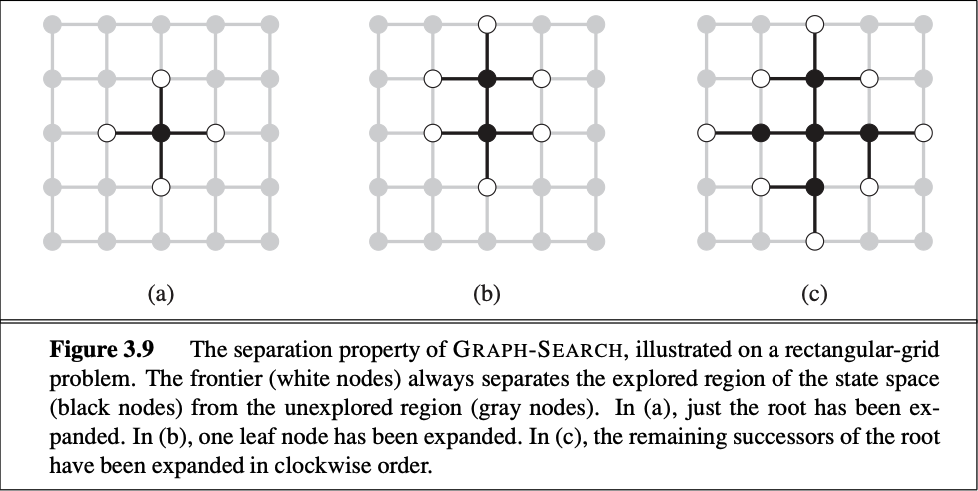 (a)
(b)
(c)
Figure 3.9 The separation property of GRAPH-SEARCH, illustrated on a rectangular-grid
problem. The frontier (white nodes) always separates the explored region of the state space
(black nodes) from the unexplored region (gray nodes). In (a), just the root has been ex-
panded. In (b), one leaf node has been expanded. In (c), the remaining successors of the root
have been expanded in clockwise order.